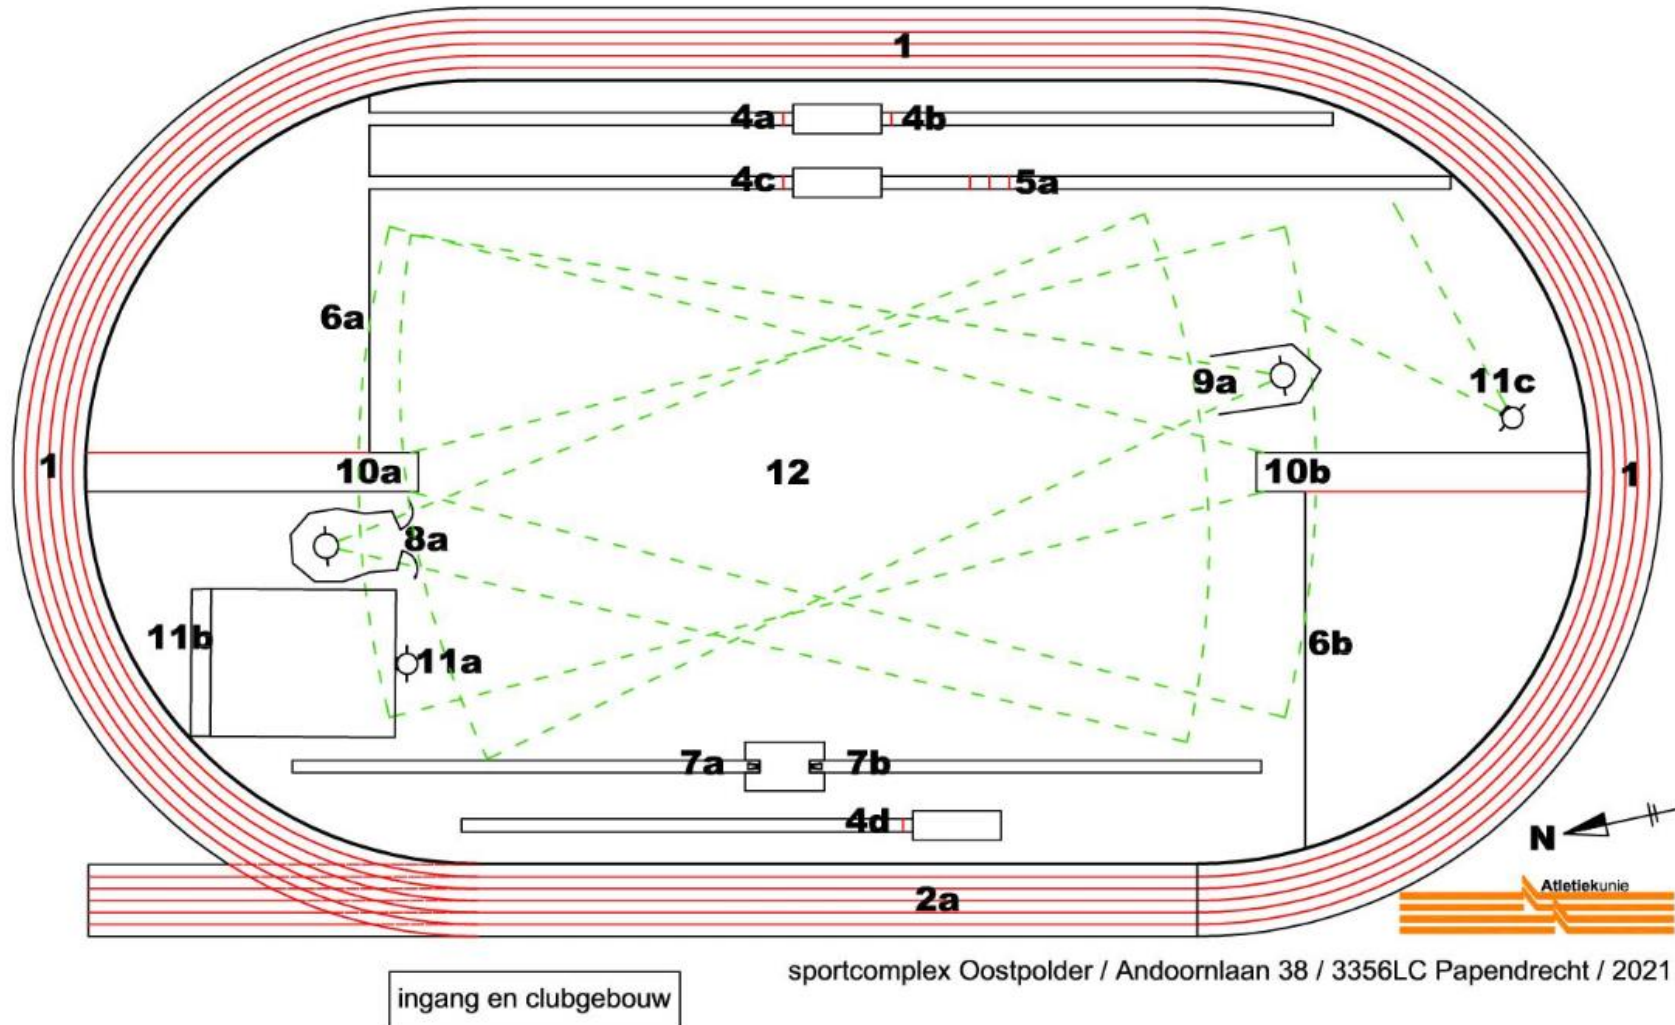 1
4a
4b
4c
5a
6a
9a
11c
1
10a
12
10b
1
8a
11b
11a
6b
7a
7b
4d
N
2a
Atletiekunie
sportcomplex Oostpolder / Andoornlaan 38 / 3356LC Papendrecht / 2021
ingang en clubgebouw